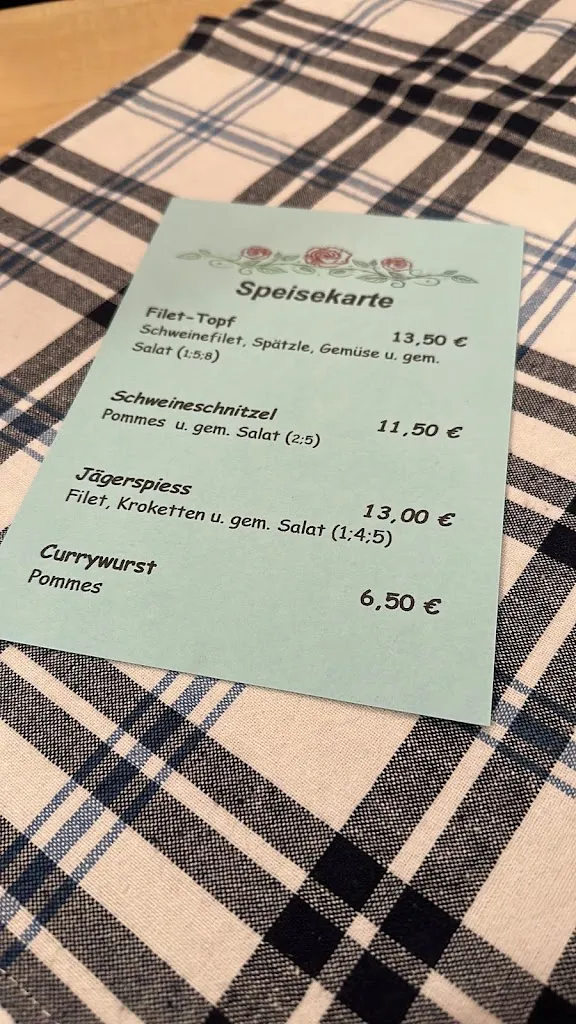 Speisekarte
Filet-Topf 13,50 €
Schweinefilet, Spätzle, Gemüse u. gem.
Salat (1;5;8)
Schweineschnitzel 11,50 €
Pommes u. gem. Salat (2;5)
Jägerspiess 13,00 €
Filet, Kroketten u. gem. Salat (1;4;5)
Currywurst 6,50 €
Pommes